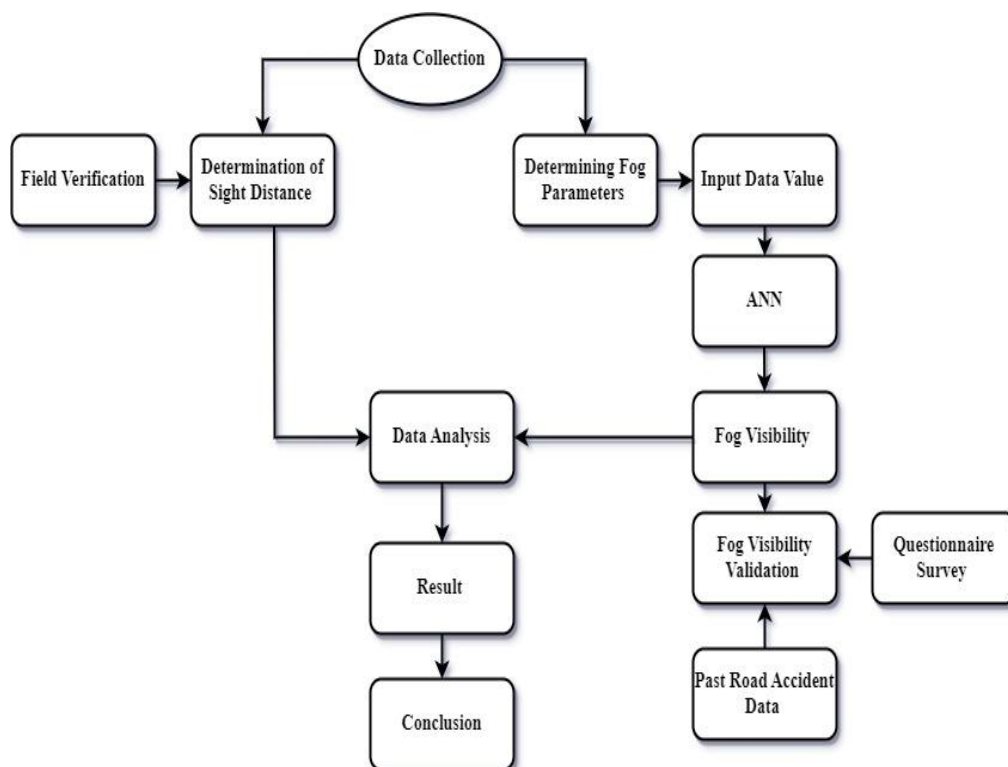 Data Collection
Field Verification
Determination of
Sight Distance
Determining Fog
Parameters
Input Data Value
ANN
Data Analysis
Fog Visibility
Result
Fog Visibility
Validation
Questionnaire
Survey
Conclusion
Past Road Accident
Data